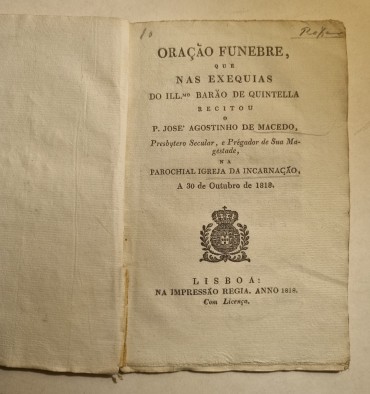 ORAÇÃO FUNEBRE,
QUE
NAS EXEQUIAS
DO ILL.MO BARÃO DE QUINTELLA
RECITOU
O
P. JOSE' AGOSTINHO DE MACEDO,
Presbytero Secular, e Prégador de Sua Ma-
gestade,
NA
PAROCHIAL IGREJA DA INCARNAÇÃO,
A 30 de Outubro de 1818.
LISBOA:
NA IMPRESSÃO REGIA. ANNO 1818.
Com Licença.